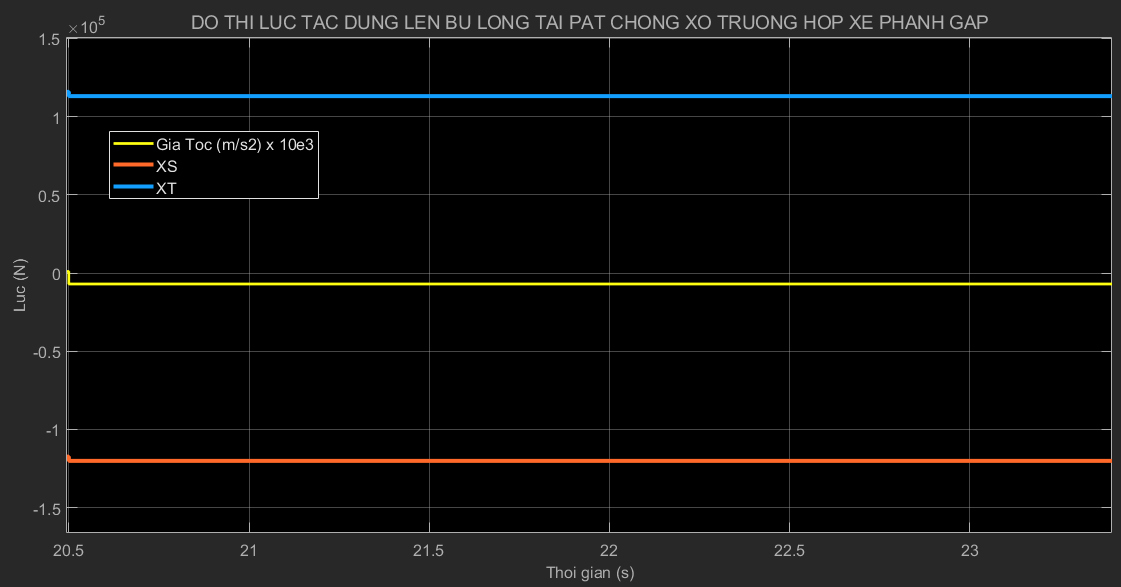 DO THI LUC TAC DUNG LEN BU LONG TAI PAT CHONG XO TRUONG HOP XE PHANH GAP
×10⁵
1.5
1
0.5
0
-0.5
-1
-1.5
Luc (N)
Gia Toc (m/s2) x 10e3
XS
XT
20.5 21 21.5 22 22.5 23
Thoi gian (s)